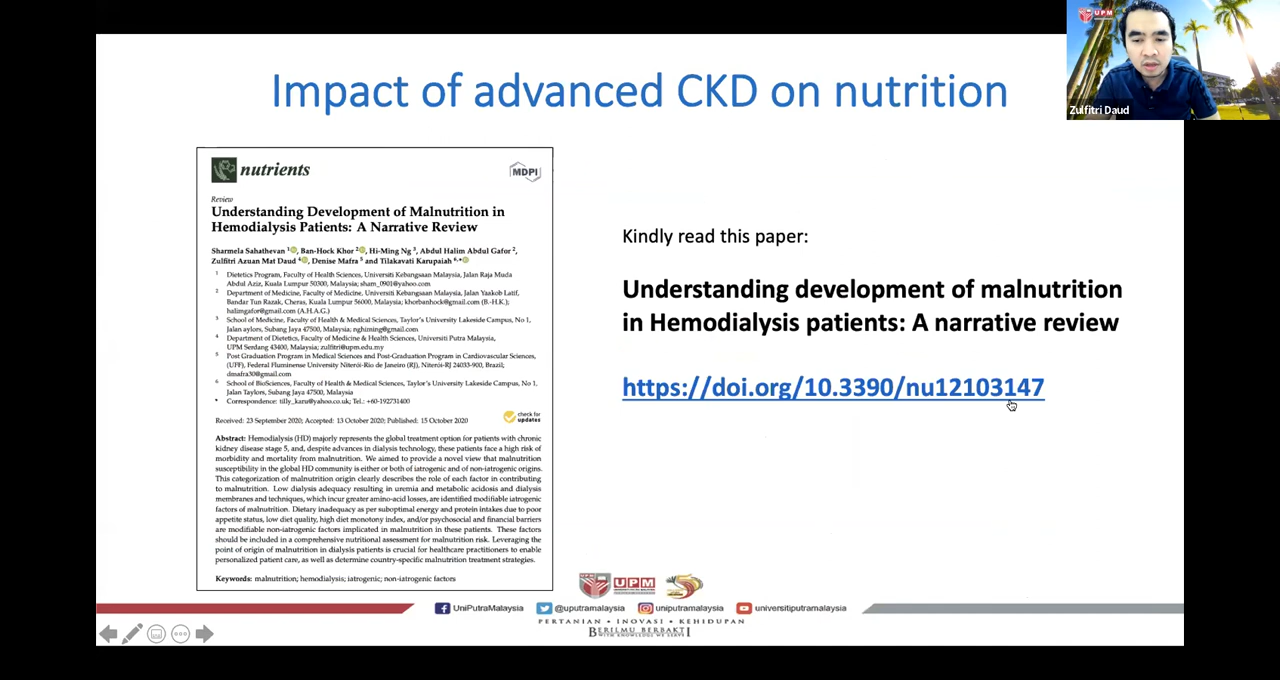 UPM
Zulfitri Daud
Impact of advanced CKD on nutrition
nutrients
MDPI
Review
Understanding Development of Malnutrition in
Hemodialysis Patients: A Narrative Review
Sharmela Sahathevan 1, Ban-Hock Khor 2, Hi-Ming Ng 3, Abdul Halim Abdul Gafor 2,
Zulfitri Azuan Mat Daud 4, Denise Mafra 5 and Tilakavati Karupaiah 6,*
1 Dietetics Program, Faculty of Health Sciences, Universiti Kebangsaan Malaysia, Jalan Raja Muda
Abdul Aziz, Kuala Lumpur 50300, Malaysia; sham_0901@yahoo.com
2 Department of Medicine, Faculty of Medicine, Universiti Kebangsaan Malaysia, Jalan Yaakob Latif,
Bandar Tun Razak, Cheras, Kuala Lumpur 56000, Malaysia; khorbanhock@gmail.com (B.-H.K.);
halimgafor@gmail.com (A.H.A.G.)
3 School of Medicine, Faculty of Health & Medical Sciences, Taylor's University Lakeside Campus, No 1,
Jalan aylors, Subang Jaya 47500, Malaysia; nghiming@gmail.com
4 Department of Dietetics, Faculty of Medicine & Health Sciences, Universiti Putra Malaysia,
UPM Serdang 43400, Malaysia; zulfitri@upm.edu.my
5 Post Graduation Program in Medical Sciences and Post-Graduation Program in Cardiovascular Sciences,
(UFF), Federal Fluminense University Niterói-Rio de Janeiro (RJ), Niterói-RJ 24033-900, Brazil;
dmafra30@gmail.com
6 School of BioSciences, Faculty of Health & Medical Sciences, Taylor's University Lakeside Campus, No 1,
Jalan Taylors, Subang Jaya 47500, Malaysia
* Correspondence: tilly_karu@yahoo.co.uk; Tel.: +60-192731400
check for
updates
Received: 23 September 2020; Accepted: 13 October 2020; Published: 15 October 2020
Abstract: Hemodialysis (HD) majorly represents the global treatment option for patients with chronic
kidney disease stage 5, and, despite advances in dialysis technology, these patients face a high risk of
morbidity and mortality from malnutrition. We aimed to provide a novel view that malnutrition
susceptibility in the global HD community is either or both of iatrogenic and of non-iatrogenic origins.
This categorization of malnutrition origin clearly describes the role of each factor in contributing
to malnutrition. Low dialysis adequacy resulting in uremia and metabolic acidosis and dialysis
membranes and techniques, which incur greater amino-acid losses, are identified modifiable iatrogenic
factors of malnutrition. Dietary inadequacy as per suboptimal energy and protein intakes due to poor
appetite status, low diet quality, high diet monotony index, and/or psychosocial and financial barriers
are modifiable non-iatrogenic factors implicated in malnutrition in these patients. These factors
should be included in a comprehensive nutritional assessment for malnutrition risk. Leveraging the
point of origin of malnutrition in dialysis patients is crucial for healthcare practitioners to enable
personalized patient care, as well as determine country-specific malnutrition treatment strategies.
Keywords: malnutrition; hemodialysis; iatrogenic; non-iatrogenic factors
Kindly read this paper:
Understanding development of malnutrition
in Hemodialysis patients: A narrative review
https://doi.org/10.3390/nu12103147
UPM
UniPutraMalaysia @uputramalaysia uniputramalaysia universitiputramalaysia
PERTANIAN • INOVASI • KEHIDUPAN
BERILMU BERBAKTI
WITH KNOWLEDGE WE SERVE